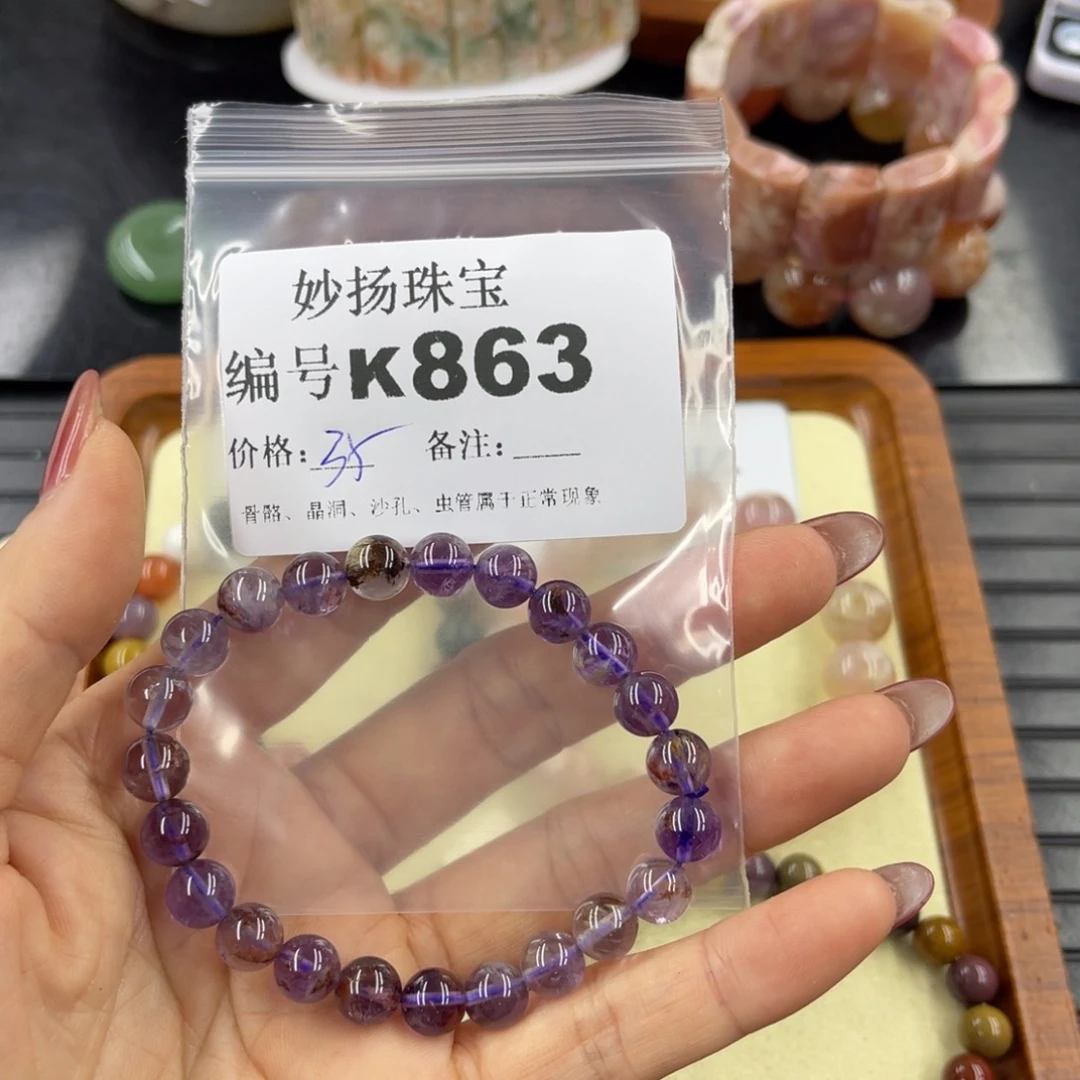 妙扬珠宝
编号K863
价格:35 备注:____
骨骼、晶洞、沙孔、虫管属于正常现象